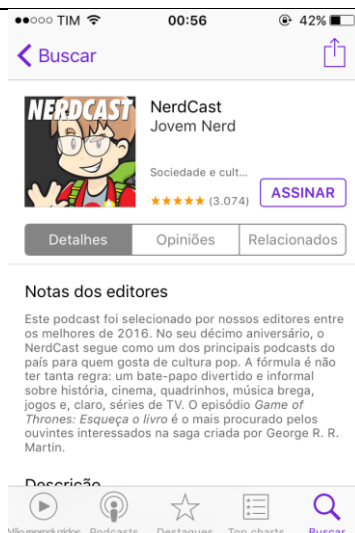 TIM 00:56 42%
Buscar
NERDCAST
NerdCast
Jovem Nerd
Sociedade e cult...
★★★★★ (3.074)
ASSINAR
Detalhes Opiniões Relacionados
Notas dos editores
Este podcast foi selecionado por nossos editores entre
os melhores de 2016. No seu décimo aniversário, o
NerdCast segue como um dos principais podcasts do
país para quem gosta de cultura pop. A fórmula é não
ter tanta regra: um bate-papo divertido e informal
sobre história, cinema, quadrinhos, música brega,
jogos e, claro, séries de TV. O episódio Game of
Thrones: Esqueça o livro é o mais procurado pelos
ouvintes interessados na saga criada por George R. R.
Martin.
Descrição
Podcasts Destaques Top charts Buscar